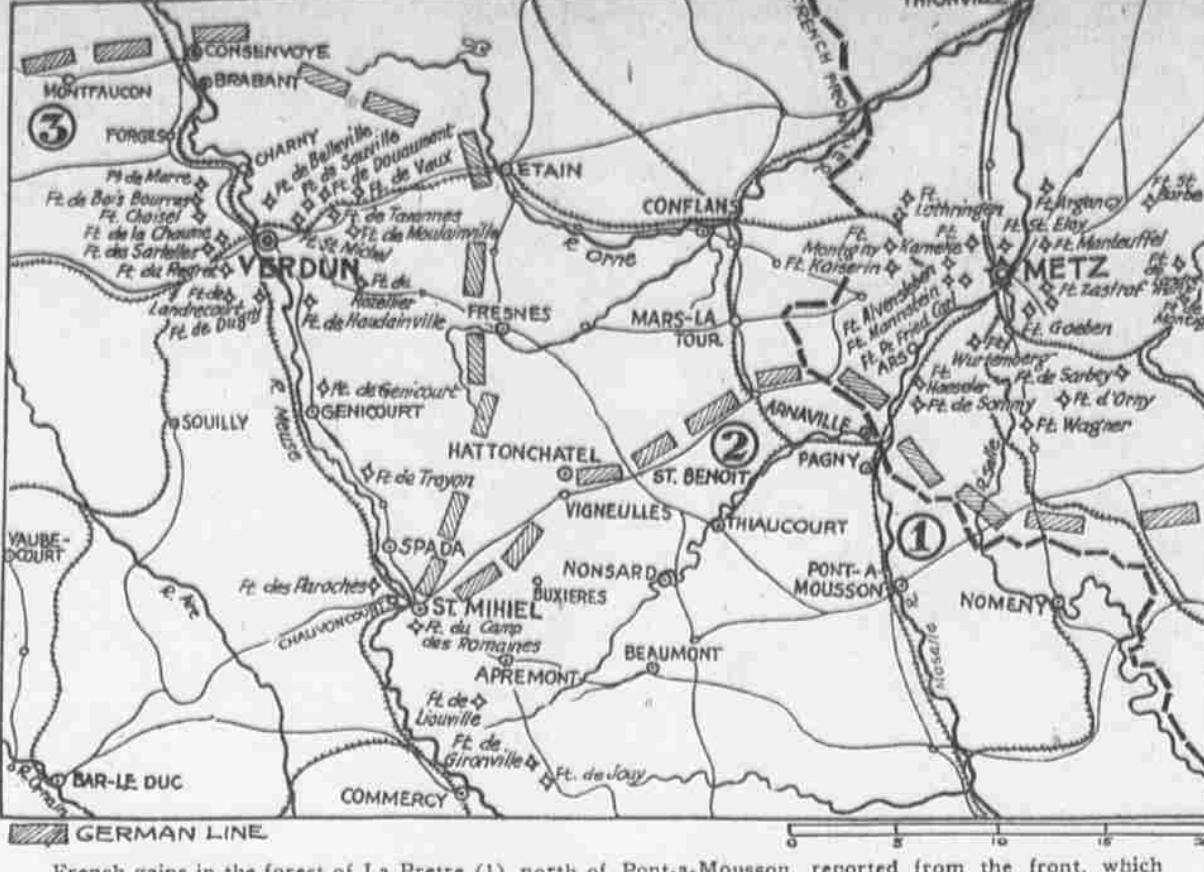 THIONVILLE
FRENCH FRONTIER
CONSENVOYE
MONTFAUCON
BRABANT
3
FORGES
CHARNY
Ft. de Belleville
Ft. de Souville
Ft. de Douaumont
Ft. de Vaux
ETAIN
Ft. de Marre
Ft. de Bois Bourrus
Ft. Choisel
Ft. de la Chaume
Ft. des Sartelles
Ft. du Regret
Ft. de Tavannes
Ft. de Moulainville
Ft. St. Michel
VERDUN
Ft. du Rozellier
Ft. de Landrecourt
Ft. de Dugny
Ft. de Haudainville
R. Orne
CONFLANS
FRESNES
MARS-LA
TOUR
Ft. Lothringen
Ft. Montigny
Ft. Kameke
Ft. Kaiserin
Ft. Alvensleben
Ft. Mannstein
Ft. Pr. Fried. Carl
ARS
Ft. Argancy
Ft. St. Eloy
Ft. Manteuffel
METZ
Ft. Zastrof
Ft. Goeben
Ft. Wurtemberg
Ft. Haeseler
Ft. de Sommy
Ft. de Sarbey
Ft. d'Orny
Ft. Wagner
R. Seille
R. Meuse
Ft. de Genicourt
GENICOURT
SOUILLY
HATTONCHATEL
2
ST. BENOIT
ARNAVILLE
PAGNY
Ft. de Troyon
VIGNEULLES
THIAUCOURT
1
VAUBE-
COURT
SPADA
NONSARD
BUXIERES
PONT-A-
MOUSSON
NOMENY
Ft. des Paroches
R. Aire
CHAUVONCOURT
ST. MIHIEL
Ft. du Camp
des Romaines
APREMONT
BEAUMONT
R. Moselle
Ft. de
Liouville
Ft. de
Gironville
Ft. de Jouy
R. Ornain
BAR-LE DUC
COMMERCY
GERMAN LINE
0 5 10 15
French gains in the forest of La Pretre (1), north of Pont-a-Mousson, reported from the front, which